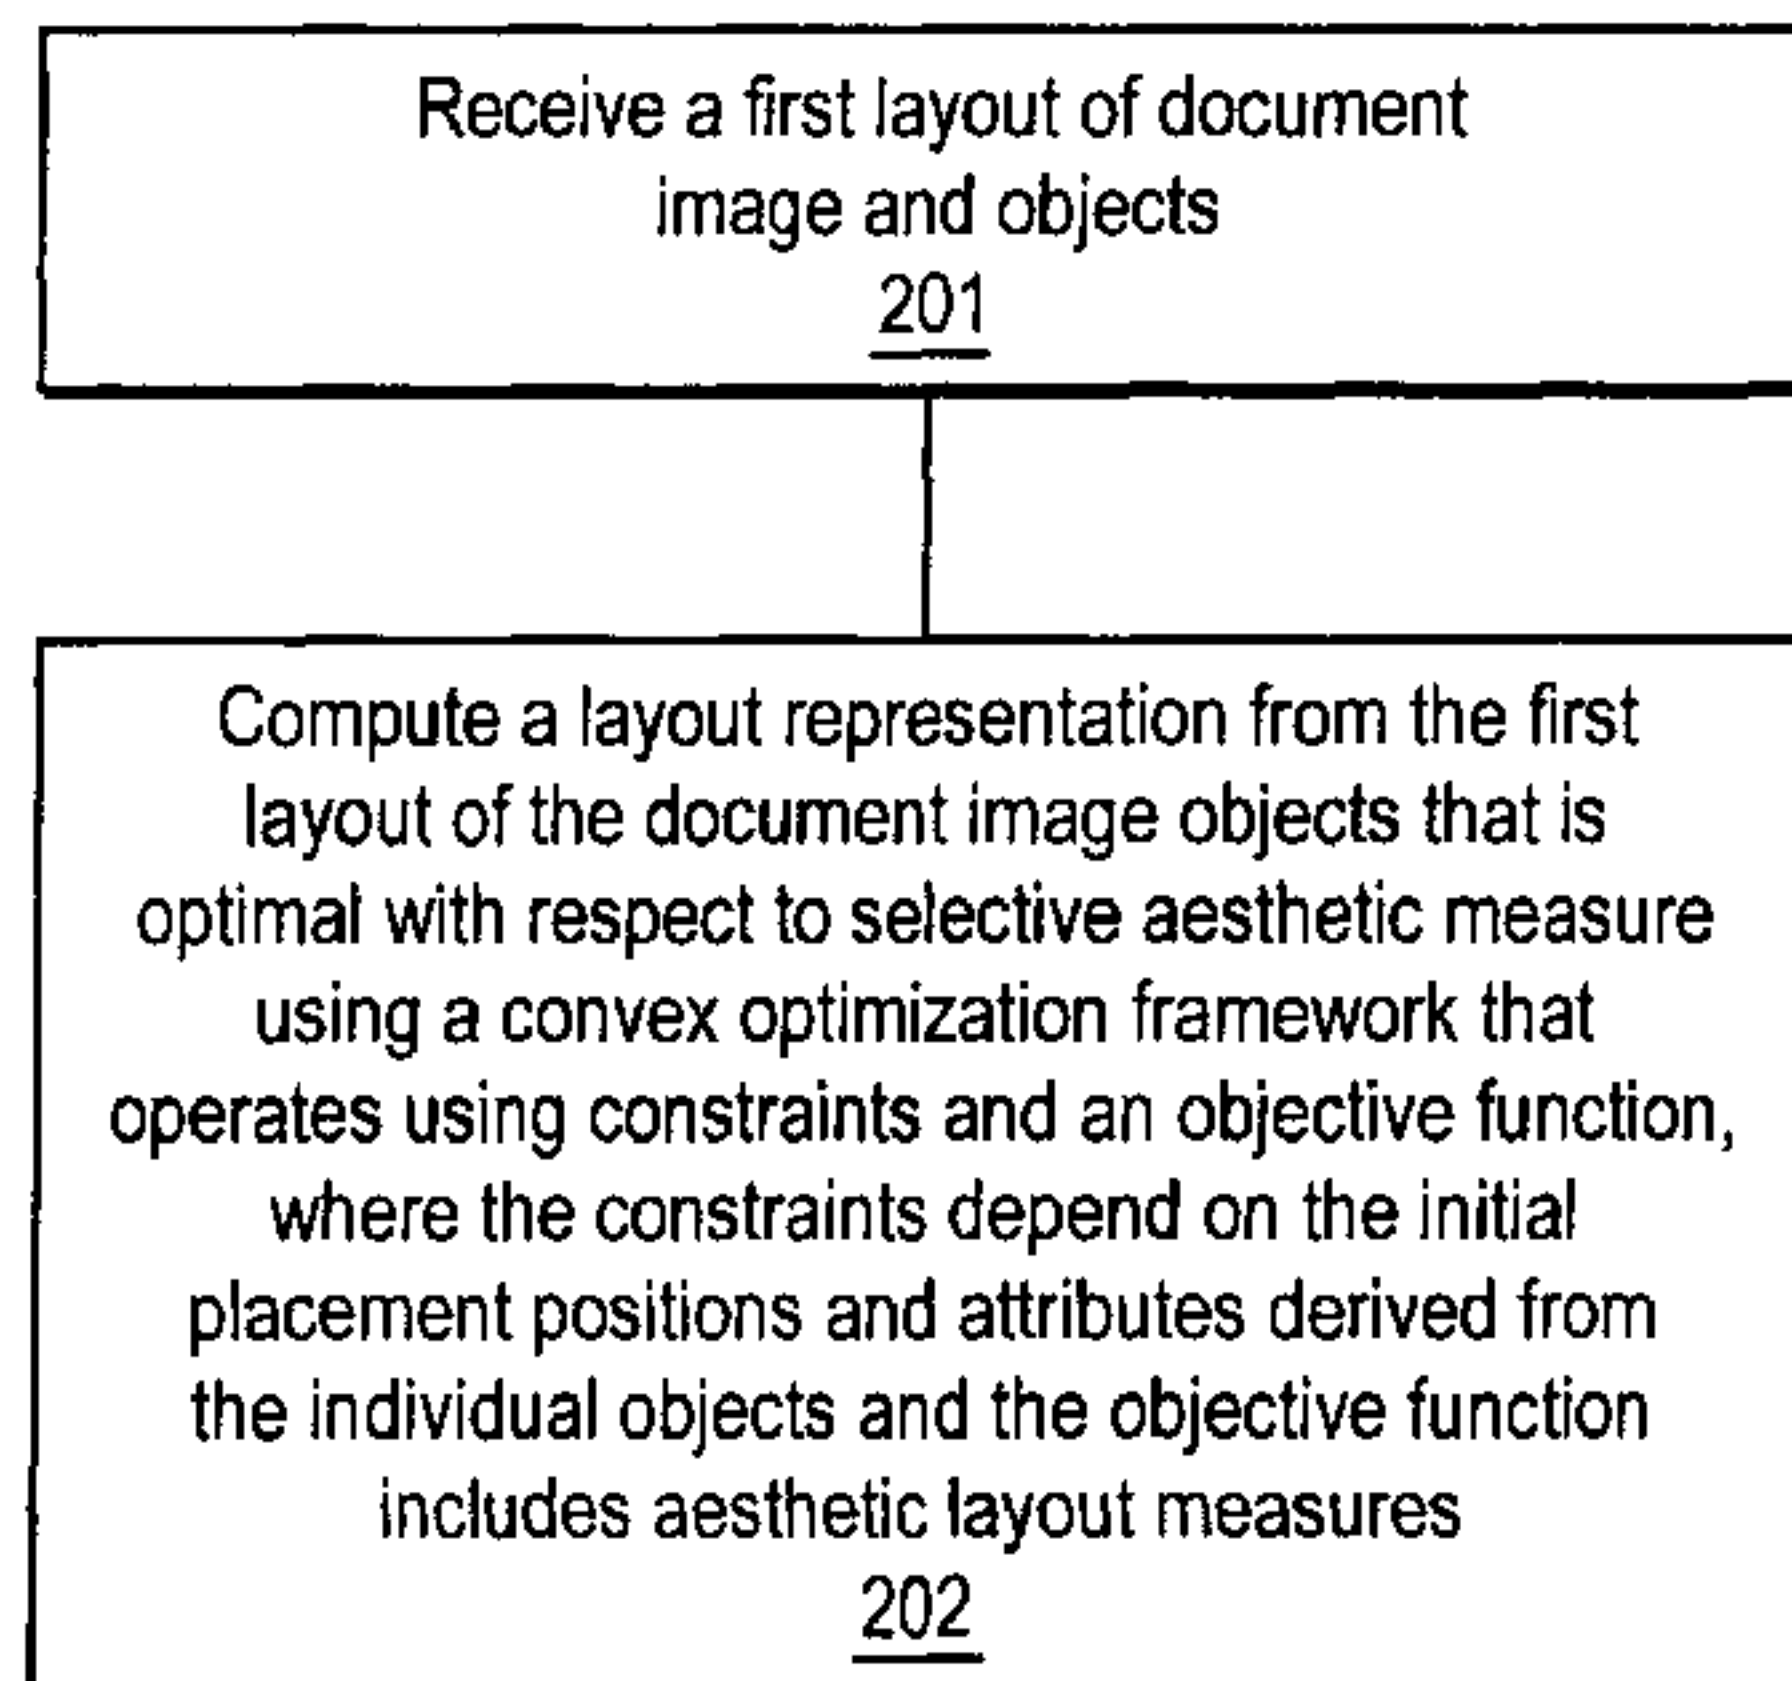 Receive a first layout of document
image and objects
201
Compute a layout representation from the first
layout of the document image objects that is
optimal with respect to selective aesthetic measure
using a convex optimization framework that
operates using constraints and an objective function,
where the constraints depend on the initial
placement positions and attributes derived from
the individual objects and the objective function
includes aesthetic layout measures
202